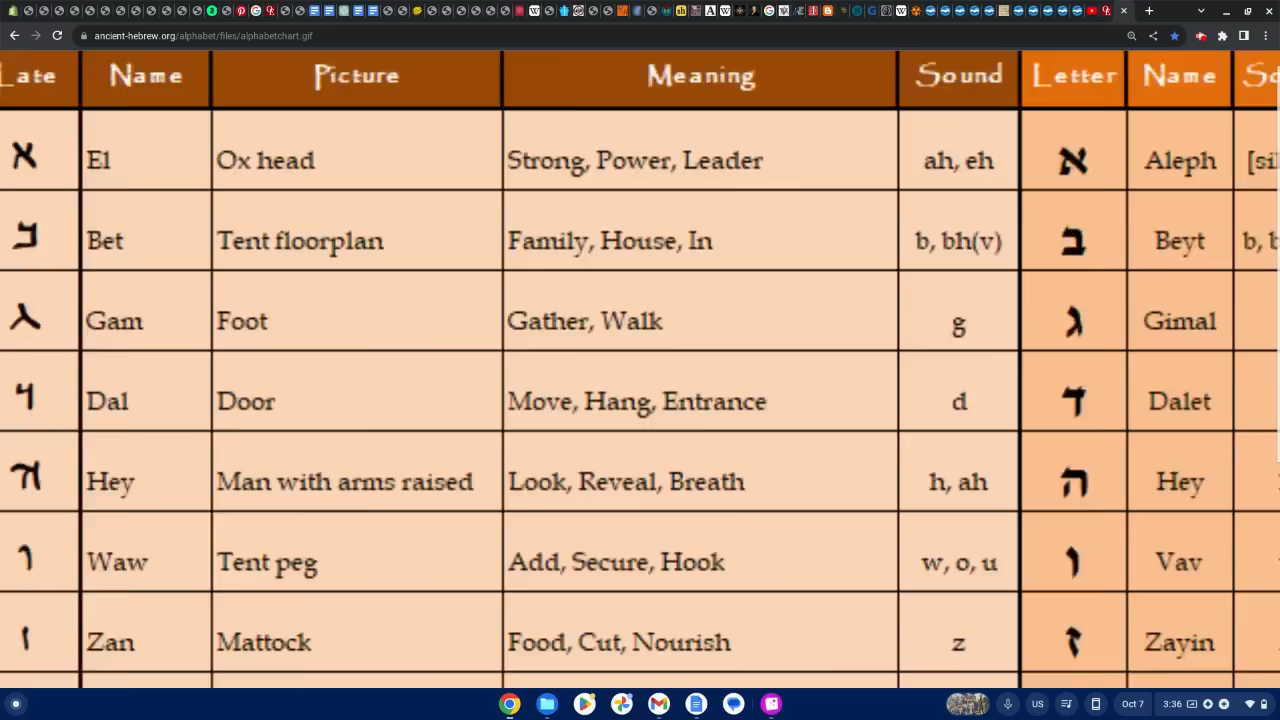 ancient-hebrew.org/alphabet/files/alphabetchart.gif
Late Name Picture Meaning Sound Letter Name
א El Ox head Strong, Power, Leader ah, eh א Aleph
ב Bet Tent floorplan Family, House, In b, bh(v) ב Beyt
Gam Foot Gather, Walk g ג Gimal
Dal Door Move, Hang, Entrance d ד Dalet
Hey Man with arms raised Look, Reveal, Breath h, ah ה Hey
ו Waw Tent peg Add, Secure, Hook w, o, u ו Vav
Zan Mattock Food, Cut, Nourish z ז Zayin
US Oct 7 3:36